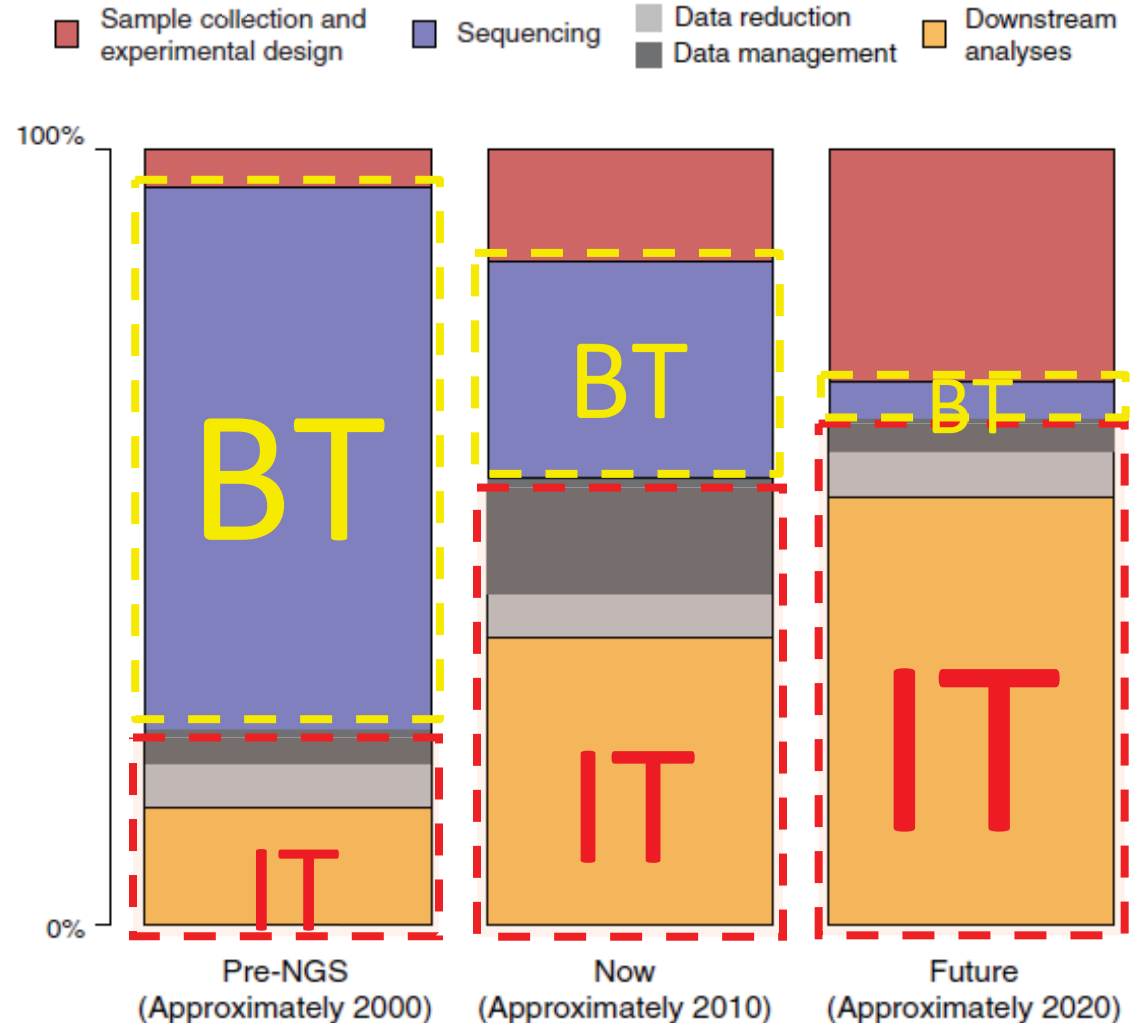 Sample collection and
experimental design
Sequencing
Data reduction
Data management
Downstream
analyses
100%
0%
BT
IT
BT
IT
BT
IT
Pre-NGS
(Approximately 2000)
Now
(Approximately 2010)
Future
(Approximately 2020)